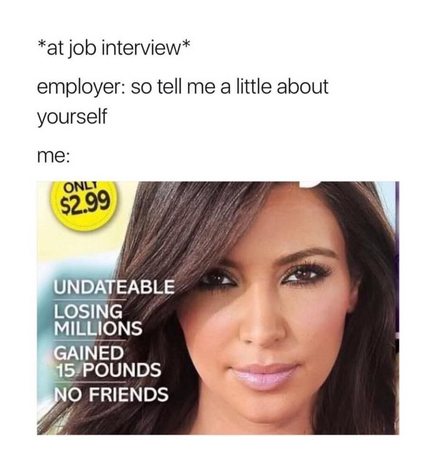 *at job interview*
employer: so tell me a little about
yourself
me:
ONLY
$2.99
UNDATEABLE
LOSING
MILLIONS
GAINED
15 POUNDS
NO FRIENDS